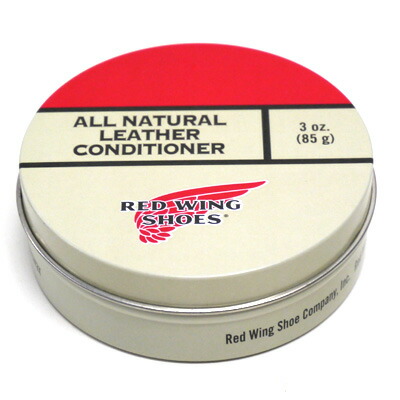 ALL NATURAL
LEATHER
CONDITIONER
3 oz.
(85 g)
RED WING
SHOES®
Red Wing Shoe Company, Inc.